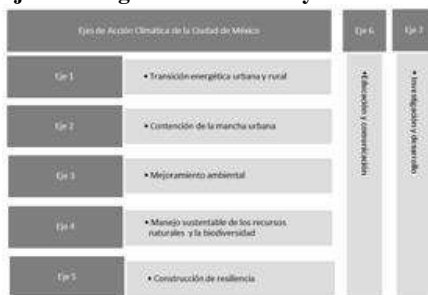 Ejes de Acción Climática de la Ciudad de México
Eje 6
Eje 7
Eje 1
• Transición energética urbana y rural
Eje 2
• Contención de la mancha urbana
Eje 3
• Mejoramiento ambiental
Eje 4
• Manejo sustentable de los recursos
naturales y la biodiversidad
Eje 5
• Construcción de resiliencia
• Educación y comunicación
• Investigación y desarrollo